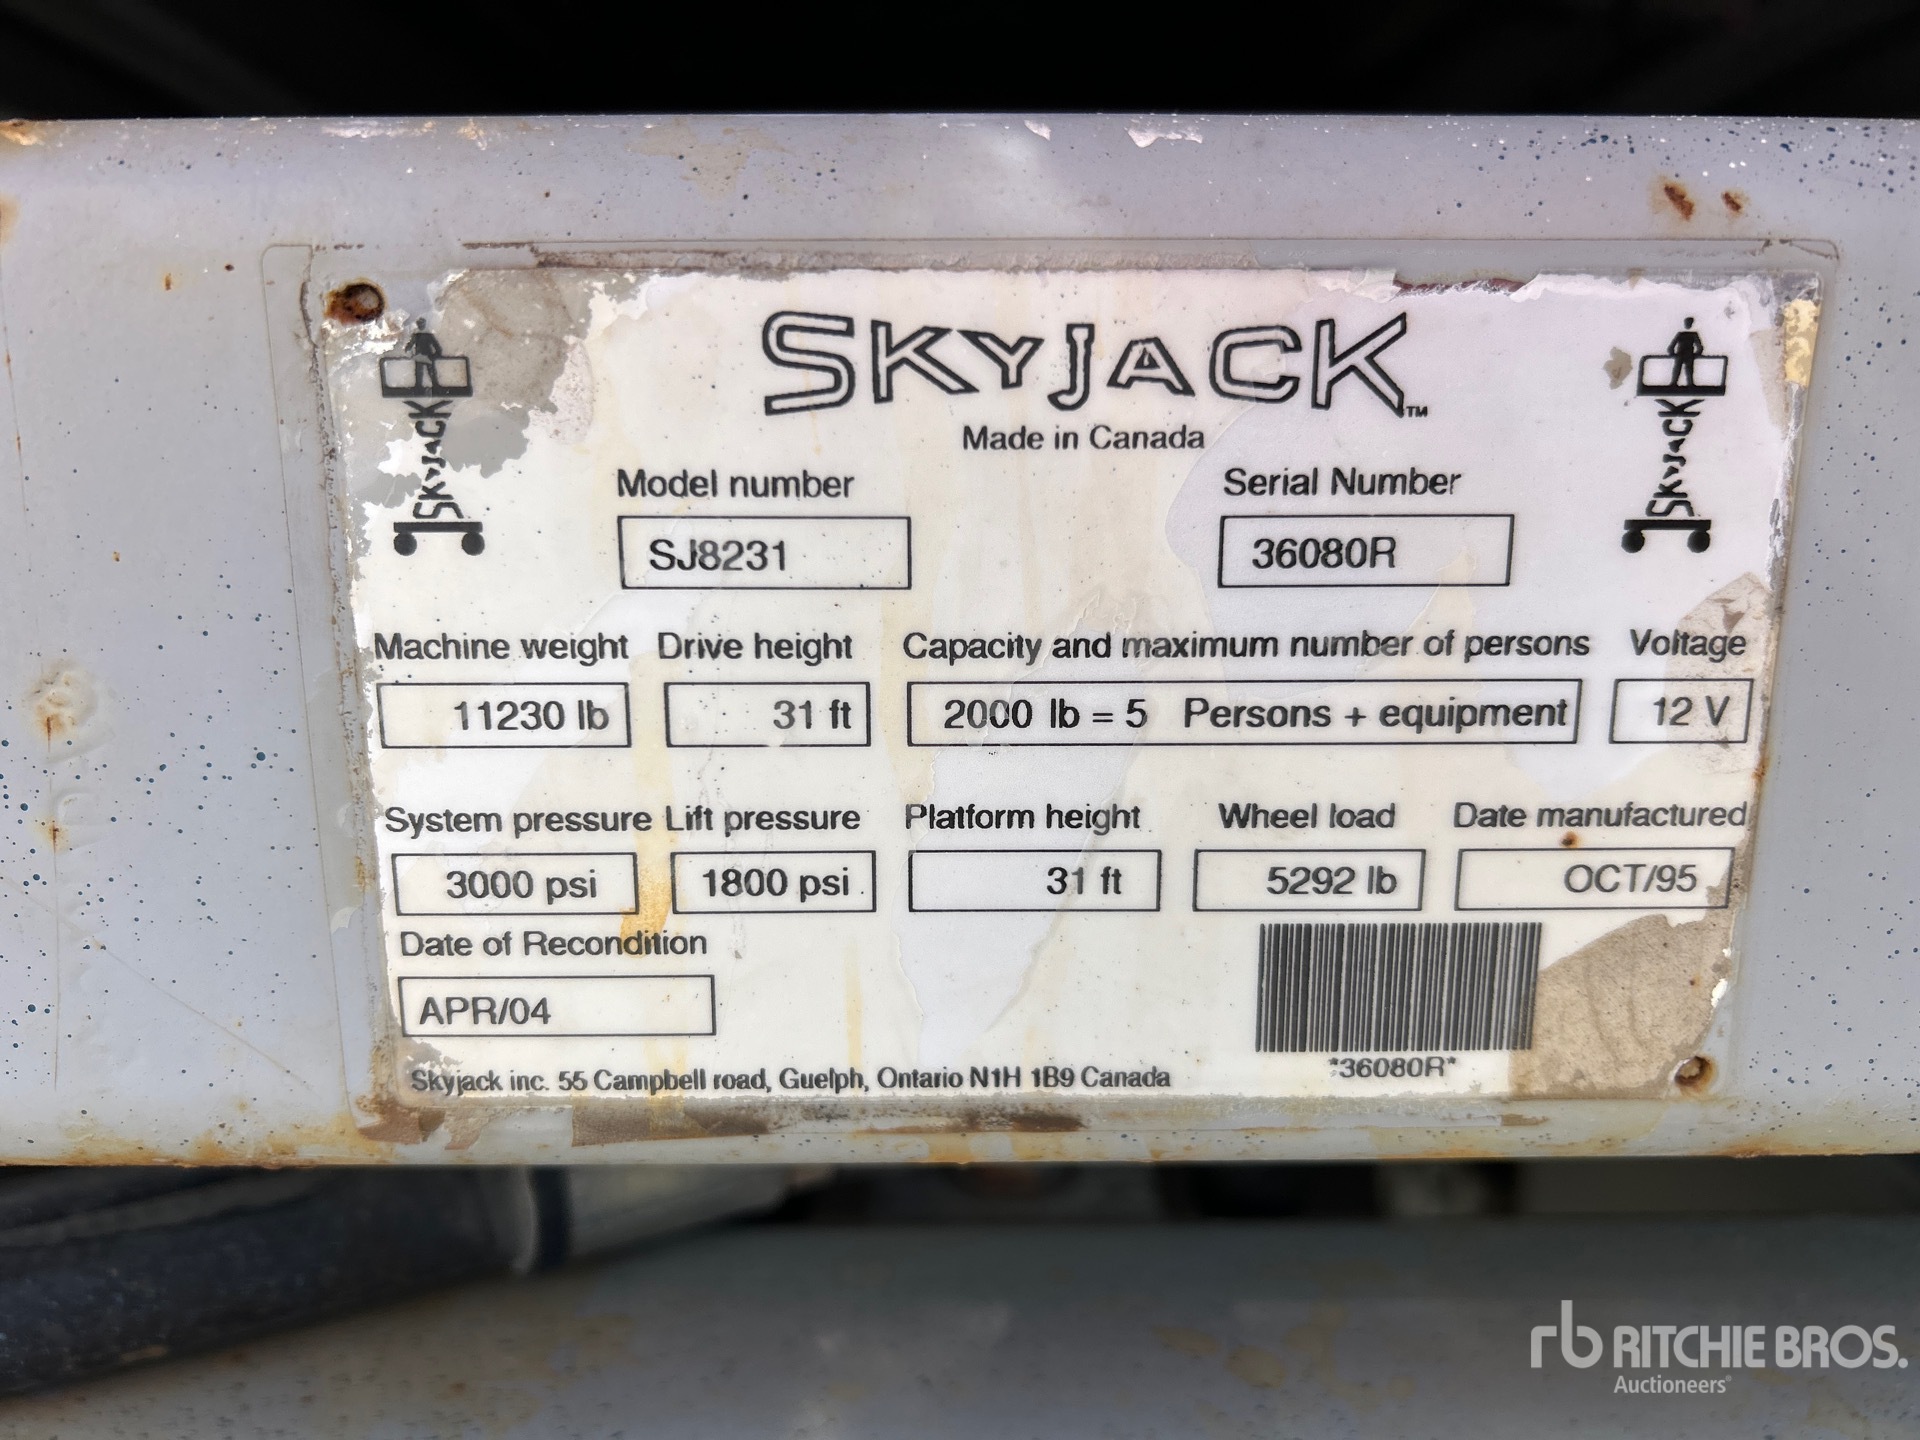 SKYJACK™
Made in Canada
SKYJACK
SKYJACK
Model number
Serial Number
SJ8231
36080R
Machine weight Drive height Capacity and maximum number of persons Voltage
11230 lb 31 ft 2000 lb = 5 Persons + equipment 12 V
System pressure Lift pressure Platform height Wheel load Date manufactured
3000 psi 1800 psi 31 ft 5292 lb OCT/95
Date of Recondition
APR/04
*36080R*
Skyjack inc. 55 Campbell road, Guelph, Ontario N1H 1B9 Canada
rb RITCHIE BROS.
Auctioneers®